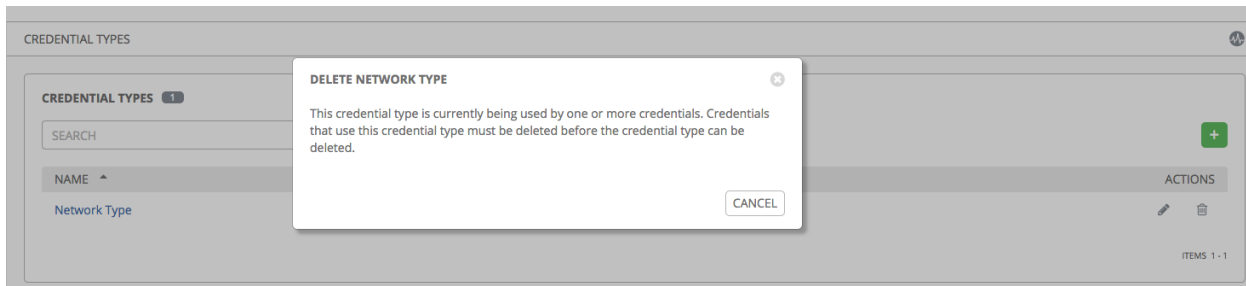 CREDENTIAL TYPES
DELETE NETWORK TYPE
This credential type is currently being used by one or more credentials. Credentials
that use this credential type must be deleted before the credential type can be
deleted.
CANCEL
CREDENTIAL TYPES 1
SEARCH
+
NAME ACTIONS
Network Type
ITEMS 1 - 1